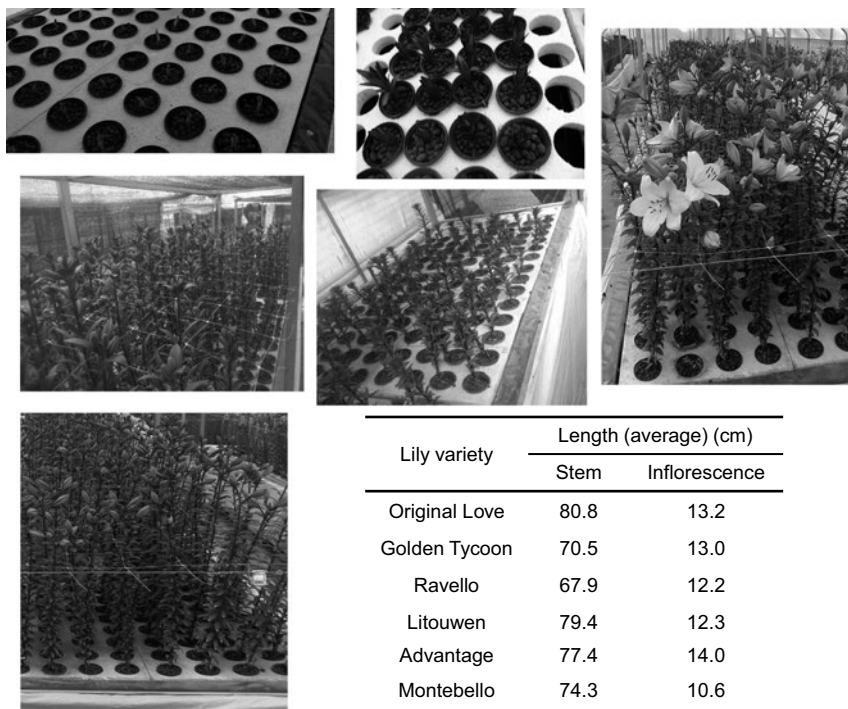 Lily variety
Length (average) (cm)
Stem Inflorescence
Original Love 80.8 13.2
Golden Tycoon 70.5 13.0
Ravello 67.9 12.2
Litouwen 79.4 12.3
Advantage 77.4 14.0
Montebello 74.3 10.6